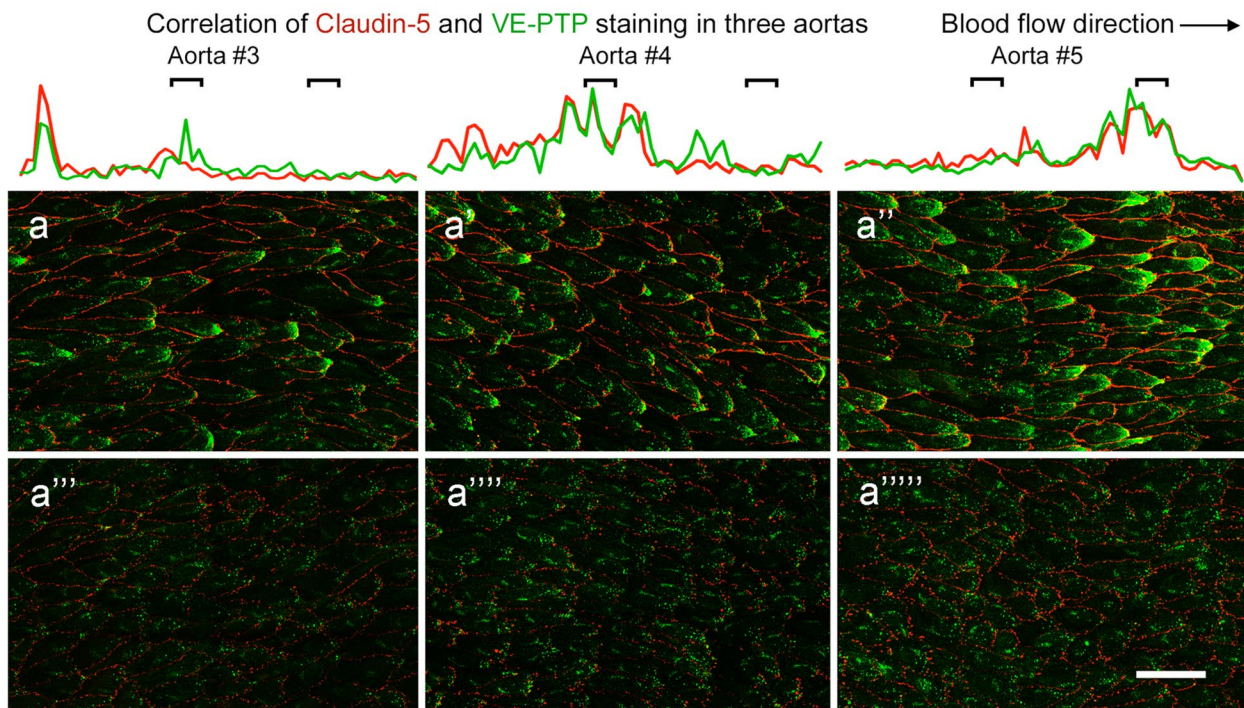 Correlation of Claudin-5 and VE-PTP staining in three aortas Blood flow direction
Aorta #3 Aorta #4 Aorta #5
a a' a''
a''' a'''' a'''''